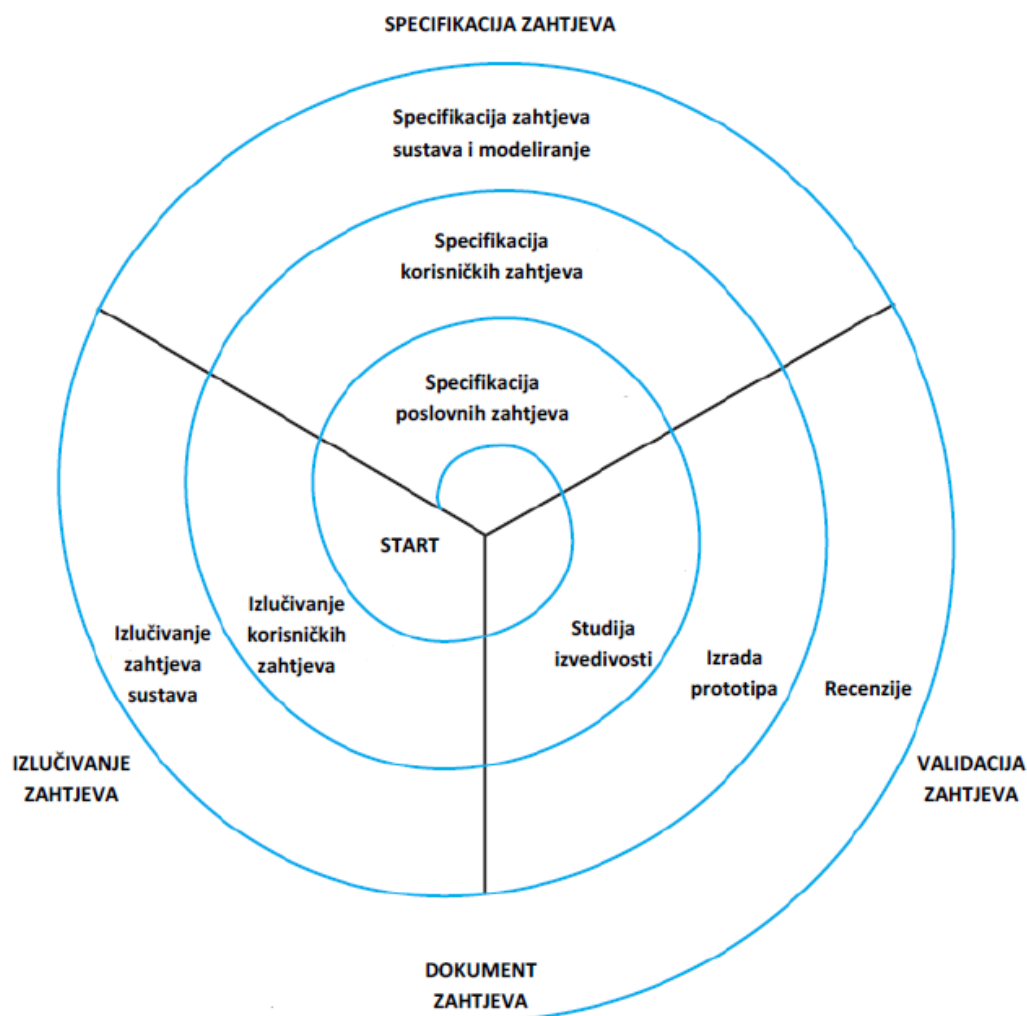 SPECIFIKACIJA ZAHTJEVA
Specifikacija zahtjeva
sustava i modeliranje
Specifikacija
korisničkih zahtjeva
Specifikacija
poslovnih zahtjeva
START
Izlučivanje
korisničkih
zahtjeva
Izlučivanje
zahtjeva
sustava
Studija
izvedivosti
Izrada
prototipa
Recenzije
IZLUČIVANJE
ZAHTJEVA
VALIDACIJA
ZAHTJEVA
DOKUMENT
ZAHTJEVA